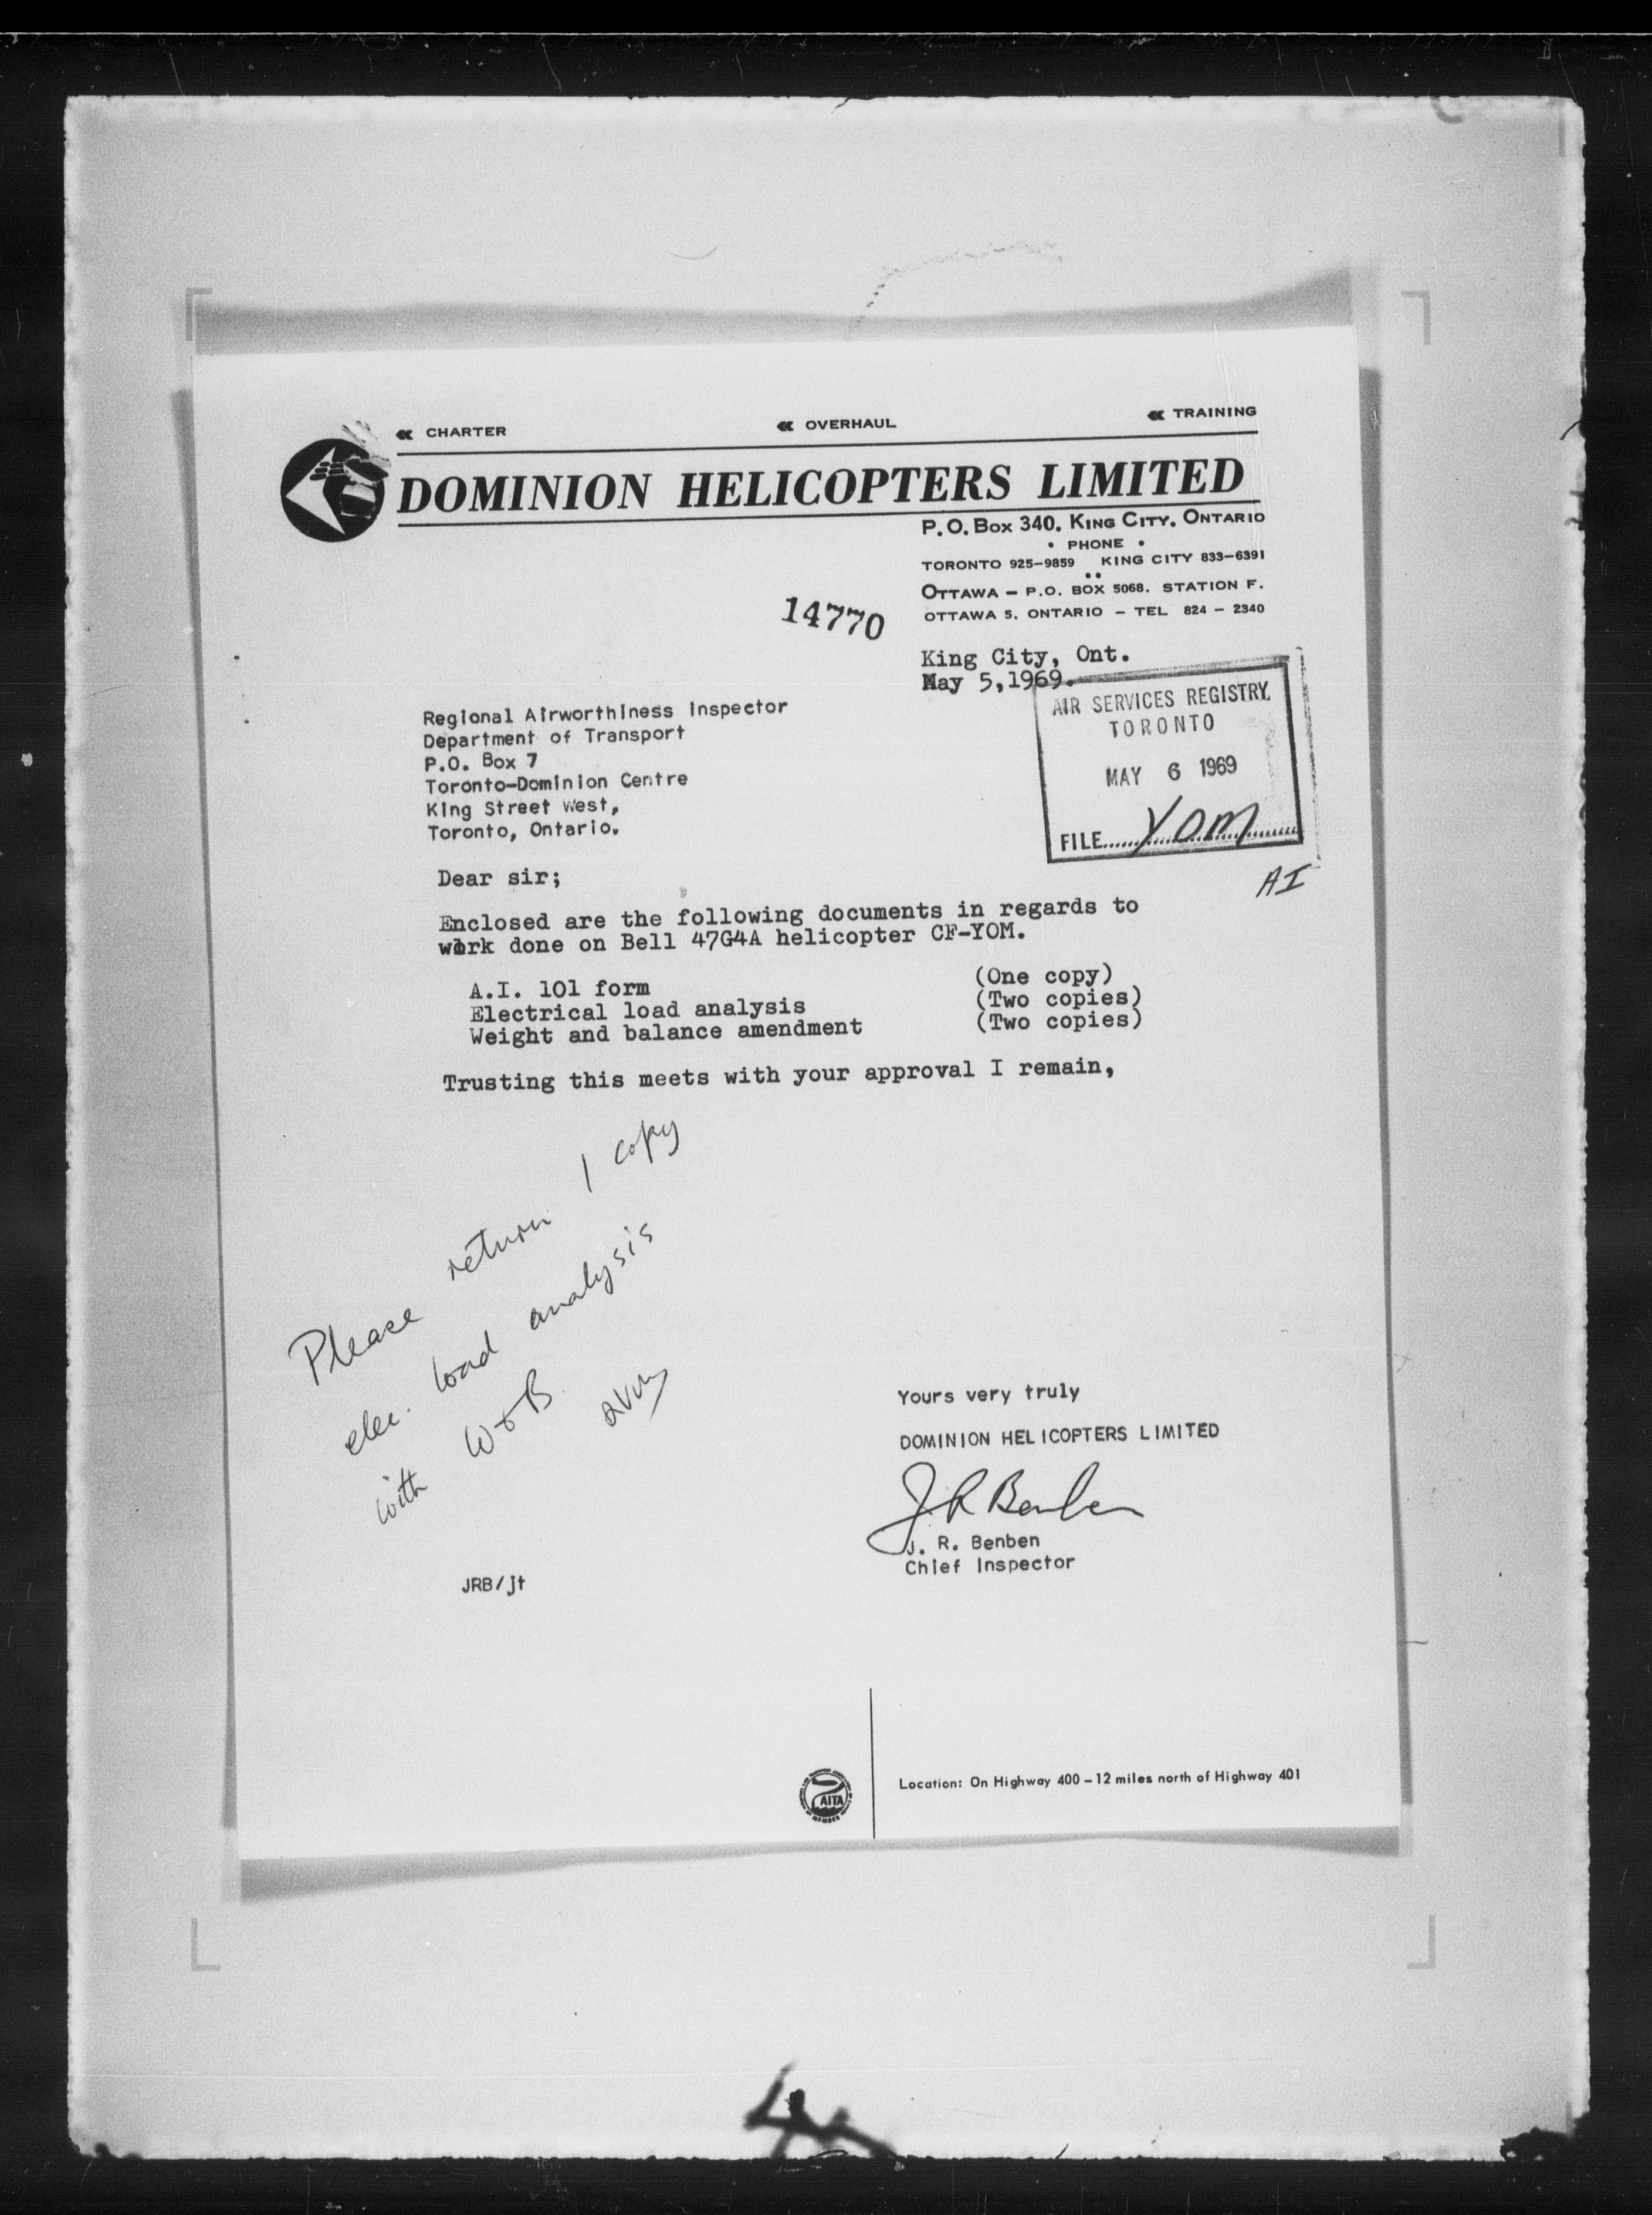 « CHARTER « OVERHAUL « TRAINING
DOMINION HELICOPTERS LIMITED
P.O. Box 340, King City, Ontario
• PHONE •
TORONTO 925-9859 KING CITY 833-6391
OTTAWA - P.O. BOX 5068, STATION F.
OTTAWA 5, ONTARIO - TEL 824 - 2340
14770
King City, Ont.
May 5,1969.
AIR SERVICES REGISTRY
TORONTO
MAY 6 1969
FILE YOM
AI
Regional Airworthiness Inspector
Department of Transport
P.O. Box 7
Toronto-Dominion Centre
King Street West,
Toronto, Ontario.
Dear sir;
Enclosed are the following documents in regards to
work done on Bell 47G4A helicopter CF-YOM.
A.I. 101 form (One copy)
Electrical load analysis (Two copies)
Weight and balance amendment (Two copies)
Trusting this meets with your approval I remain,
Please return 1 copy
elec. load analysis
with W&B
Yours very truly
DOMINION HELICOPTERS LIMITED
J R Benben
J. R. Benben
Chief Inspector
JRB/jt
AITA
MEMBER
Location: On Highway 400 - 12 miles north of Highway 401